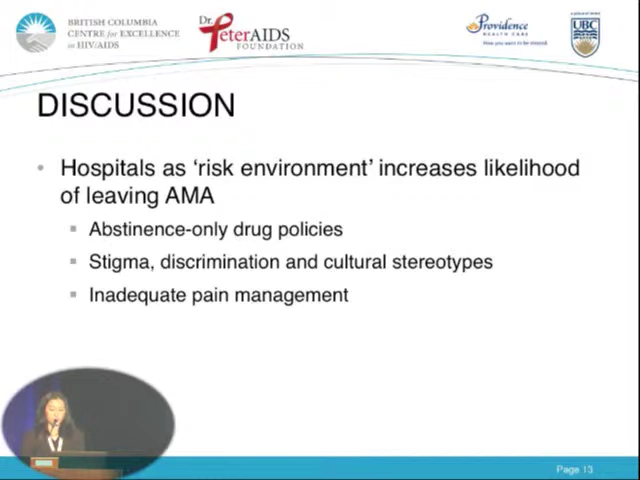 BRITISH COLUMBIA
CENTRE for EXCELLENCE
in HIV/AIDS
Dr.
PeterAIDS
FOUNDATION
Providence
HEALTH CARE
How you want to be treated.
UBC
DISCUSSION
• Hospitals as ‘risk environment’ increases likelihood
of leaving AMA
▪ Abstinence-only drug policies
▪ Stigma, discrimination and cultural stereotypes
▪ Inadequate pain management
Page 13